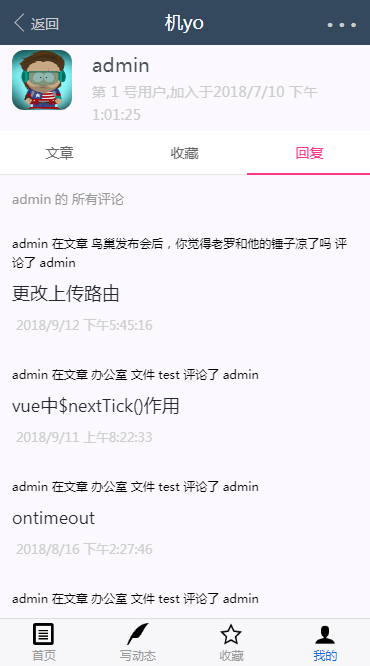 返回
机yo
admin
第 1 号用户,加入于2018/7/10 下午
1:01:25
文章
收藏
回复
admin 的 所有评论
admin 在文章 鸟巢发布会后，你觉得老罗和他的锤子凉了吗 评
论了 admin
更改上传路由
2018/9/12 下午5:45:16
admin 在文章 办公室 文件 test 评论了 admin
vue中$nextTick()作用
2018/9/11 上午8:22:33
admin 在文章 办公室 文件 test 评论了 admin
ontimeout
2018/8/16 下午2:27:46
admin 在文章 办公室 文件 test 评论了 admin
首页
写动态
收藏
我的